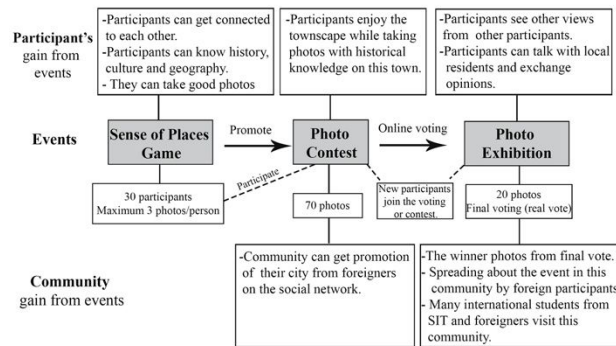 Participant's
gain from
events
-Participants can get connected
to each other.
-Participants can know history,
culture and geography.
- They can take good photos
-Participants enjoy the
townscape while taking
photos with historical
knowledge on this town.
-Participants see other views
from other participants.
-Participants can talk with local
residents and exchange
opinions.
Events
Sense of Places
Game
Promote
Photo
Contest
Online voting
Photo
Exhibition
30 participants
Maximum 3 photos/person
Participate
70 photos
New participants
join the voting
or contest.
20 photos
Final voting (real vote)
Community
gain from events
-Community can get promotion
of their city from foreigners
on the social network.
-The winner photos from final vote.
- Spreading about the event in this
community by foreign participants
- Many international students from
SIT and foreigners visit this
community.